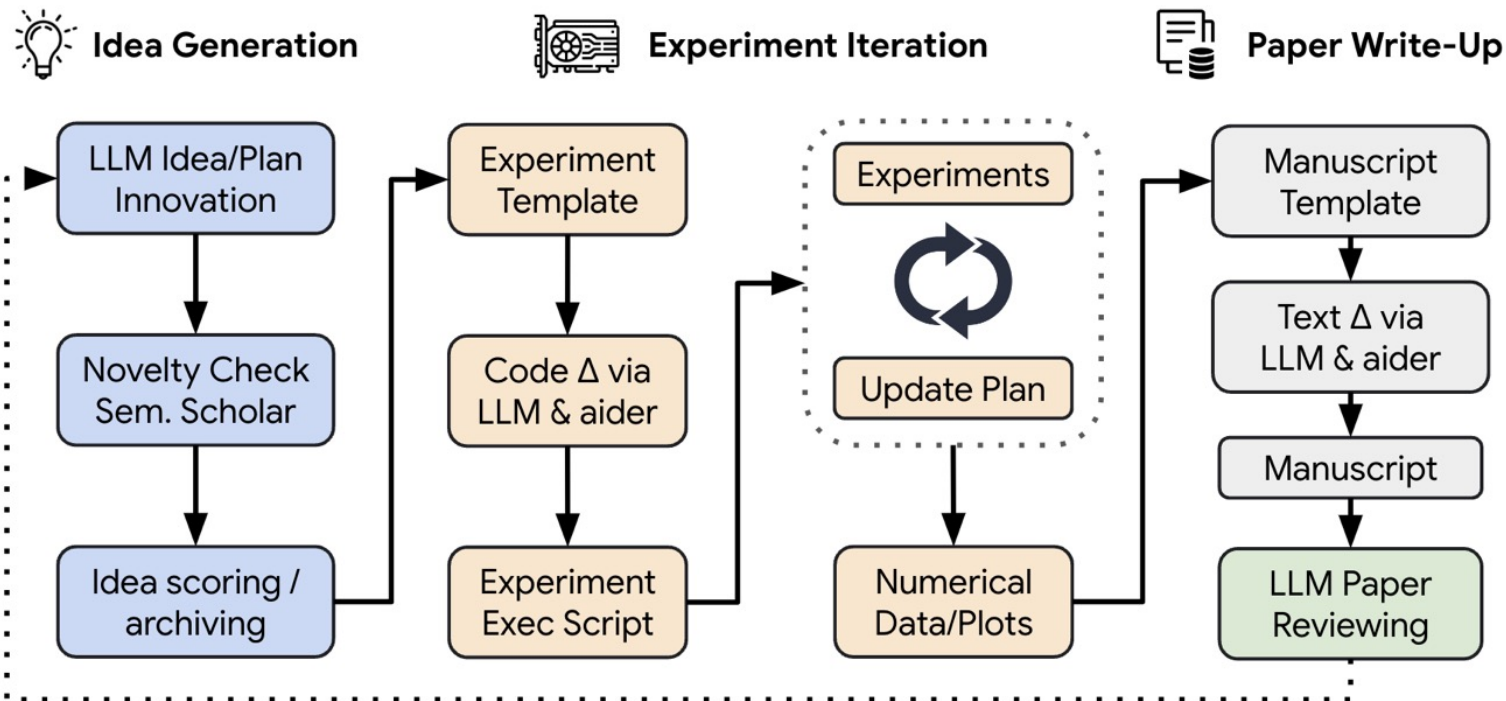 Idea Generation
Experiment Iteration
Paper Write-Up
LLM Idea/Plan
Innovation
Novelty Check
Sem. Scholar
Idea scoring /
archiving
Experiment
Template
Code Δ via
LLM & aider
Experiment
Exec Script
Experiments
Update Plan
Numerical
Data/Plots
Manuscript
Template
Text Δ via
LLM & aider
Manuscript
LLM Paper
Reviewing